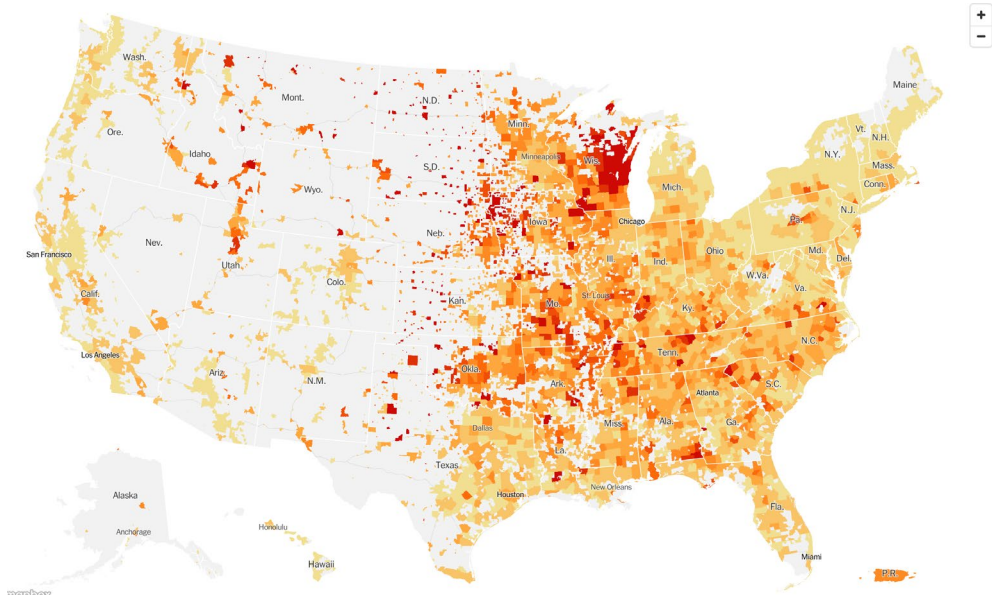 +
−
Wash.
Maine
Mont.
N.D.
Minn.
Vt.
N.H.
Ore.
Idaho
Minneapolis
Wis.
N.Y.
Mass.
S.D.
Mich.
Conn.
Wyo.
Iowa
Chicago
Pa.
N.J.
Neb.
Nev.
Ohio
Md.
San Francisco
Utah
Ill.
Ind.
Del.
Colo.
W.Va.
Calif.
Kan.
Mo.
St. Louis
Va.
Ky.
N.C.
Los Angeles
Tenn.
Ariz.
N.M.
Okla.
Ark.
Atlanta
S.C.
Dallas
Miss.
Ala.
Ga.
La.
Texas
New Orleans
Houston
Alaska
Fla.
Honolulu
Anchorage
Miami
Hawaii
P.R.